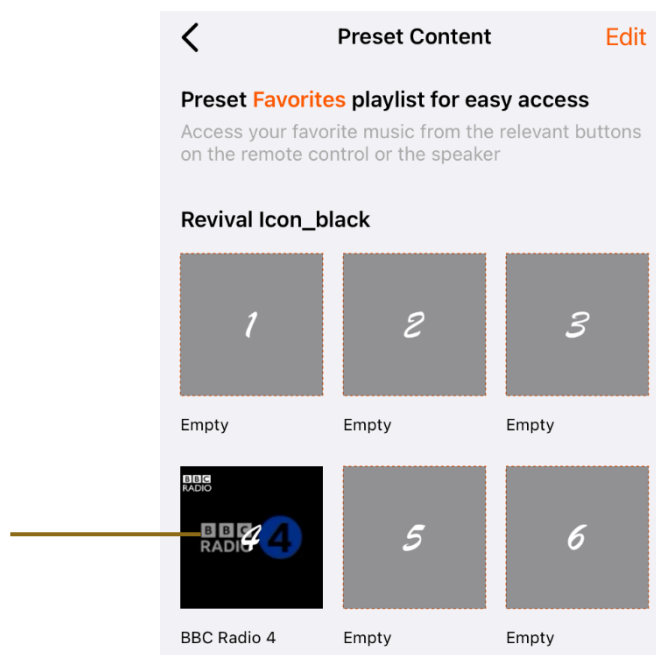 Preset Content Edit
Preset Favorites playlist for easy access
Access your favorite music from the relevant buttons
on the remote control or the speaker
Revival Icon_black
1 2 3
Empty Empty Empty
BBC
RADIO
BBC 4
RADIO
4 5 6
BBC Radio 4 Empty Empty